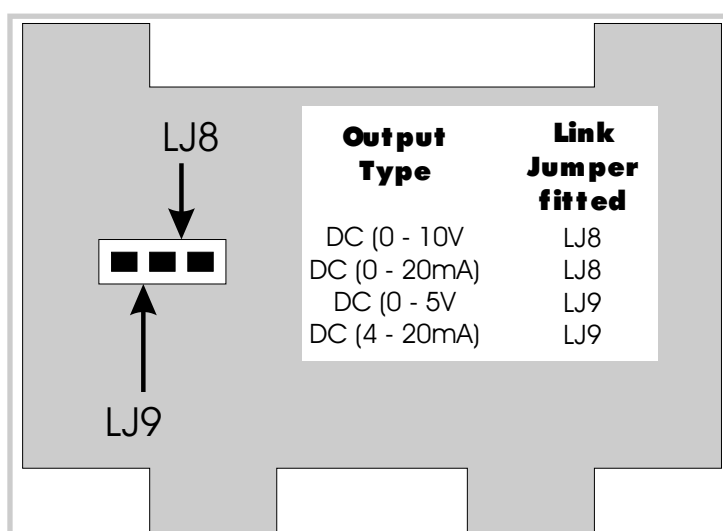 LJ8
LJ9
Output Type
Link Jumper fitted
DC (0 - 10V LJ8
DC (0 - 20mA) LJ8
DC (0 - 5V LJ9
DC (4 - 20mA) LJ9